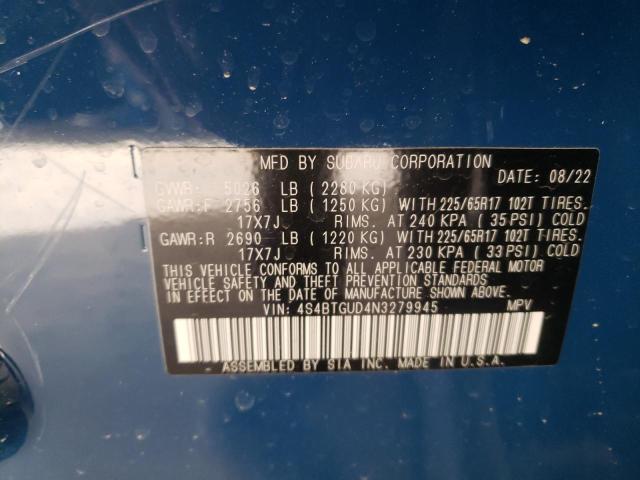 MFD BY SUBARU CORPORATION
DATE: 08/22
GVWR: 5026 LB ( 2280 KG)
GAWR:F 2756 LB ( 1250 KG) WITH 225/65R17 102T TIRES.
17X7J RIMS. AT 240 KPA ( 35 PSI) COLD
GAWR:R 2690 LB ( 1220 KG) WITH 225/65R17 102T TIRES.
17X7J RIMS. AT 230 KPA ( 33 PSI) COLD
THIS VEHICLE CONFORMS TO ALL APPLICABLE FEDERAL MOTOR
VEHICLE SAFETY AND THEFT PREVENTION STANDARDS
IN EFFECT ON THE DATE OF MANUFACTURE SHOWN ABOVE.
VIN: 4S4BTGUD4N3279945 MPV
ASSEMBLED BY SIA INC. MADE IN U.S.A.